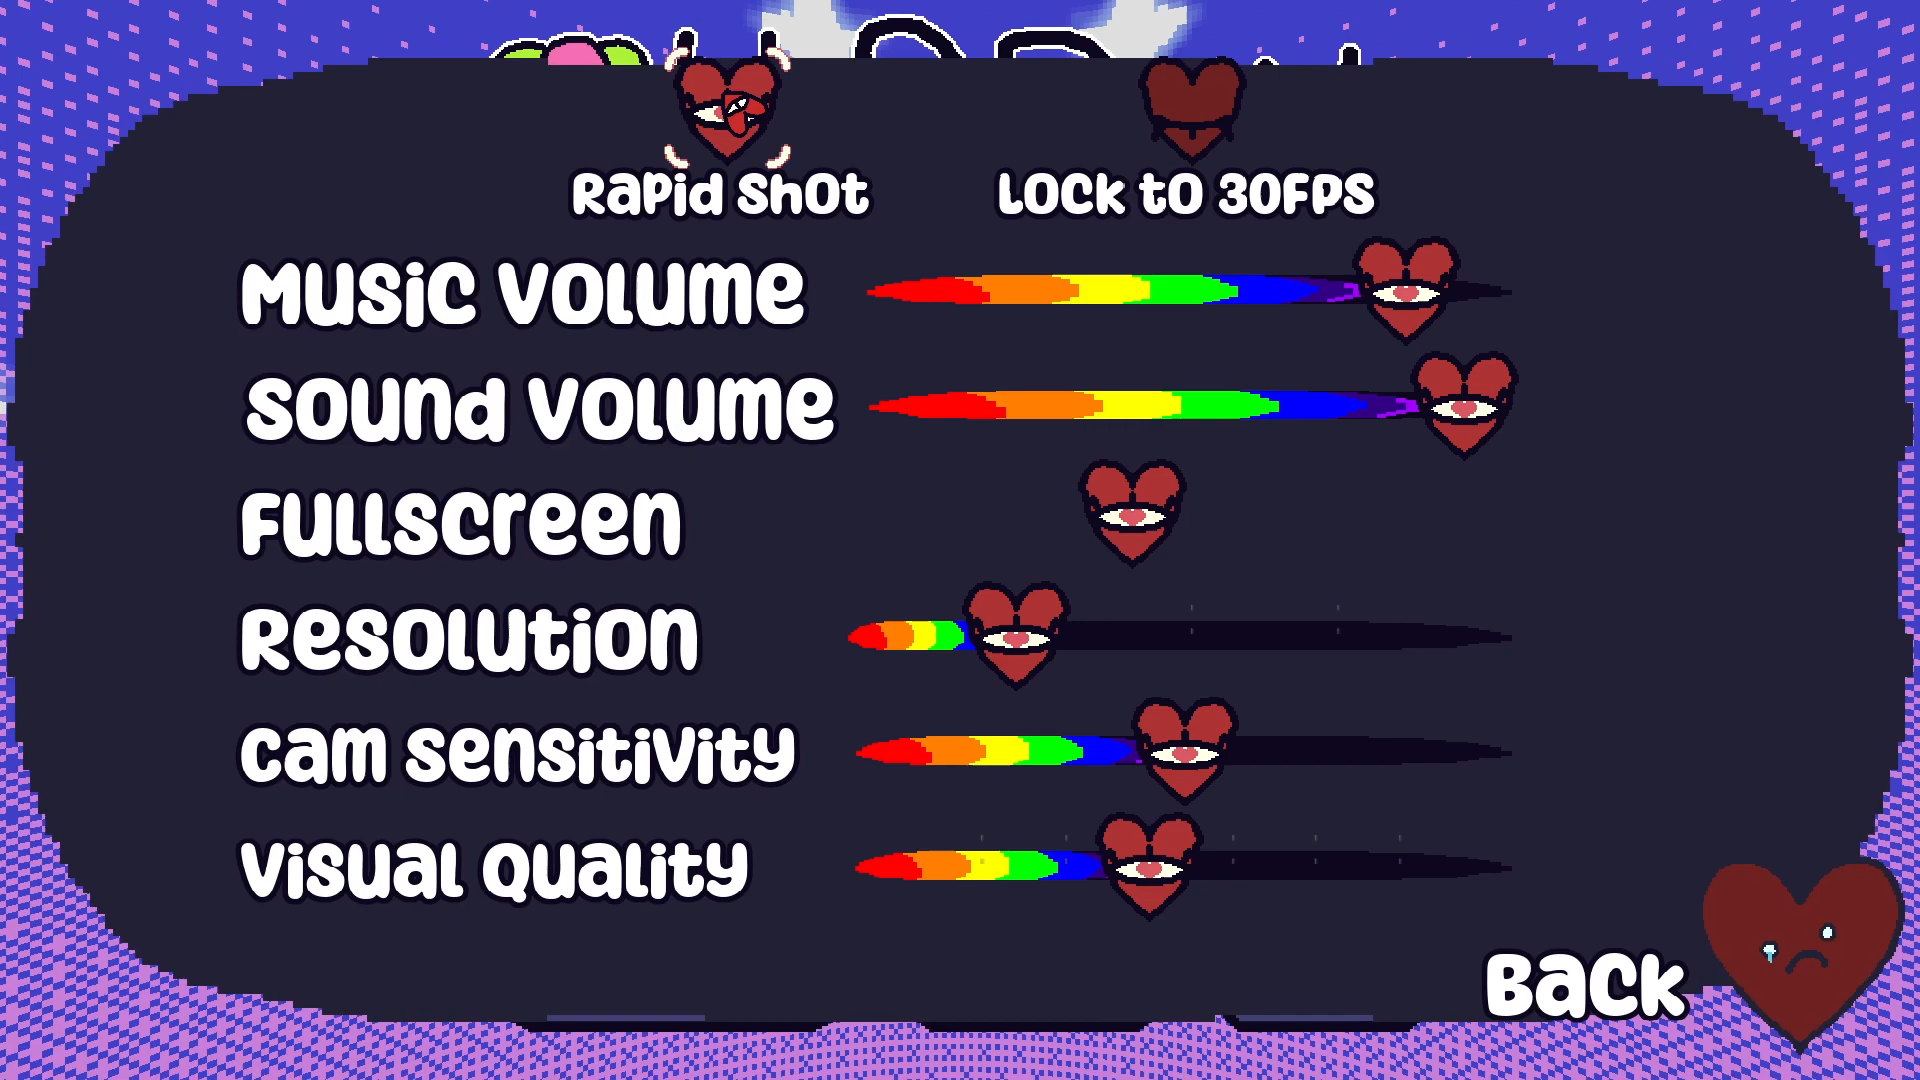 Rapid Shot
Lock to 30FPS
Music Volume
Sound Volume
Fullscreen
Resolution
Cam Sensitivity
Visual Quality
Back